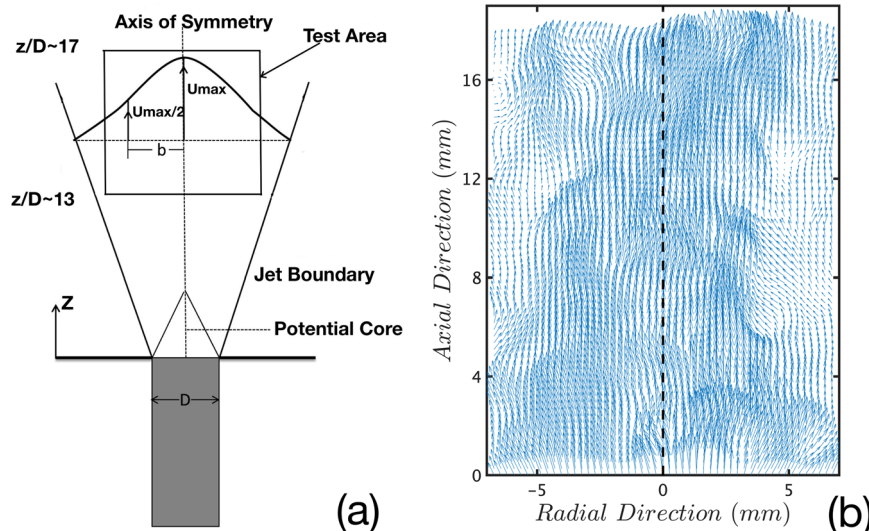 Axis of Symmetry
Test Area
z/D~17
Umax
Umax/2
b
z/D~13
Jet Boundary
Z
Potential Core
D
(a)
16
12
8
4
0
Axial Direction (mm)
-5
0
5
Radial Direction (mm)
(b)